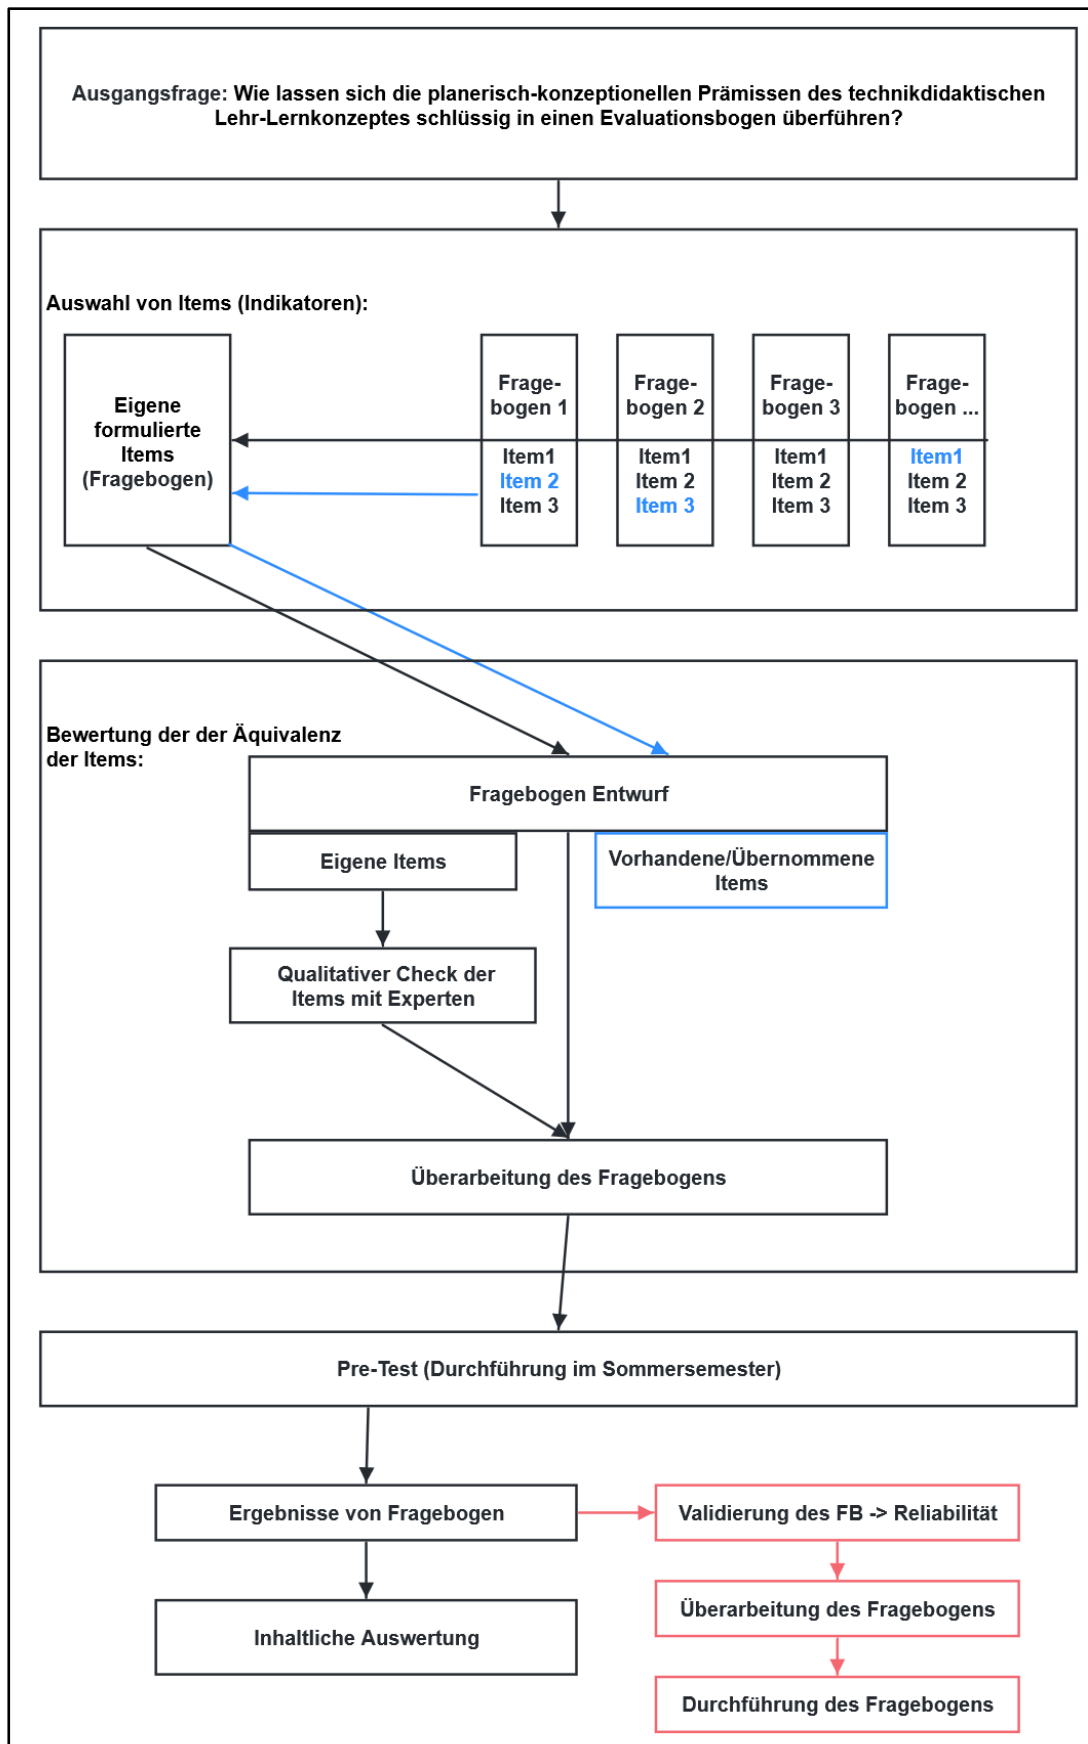 Ausgangsfrage: Wie lassen sich die planerisch-konzeptionellen Prämissen des technikdidaktischen
Lehr-Lernkonzeptes schlüssig in einen Evaluationsbogen überführen?
Auswahl von Items (Indikatoren):
Eigene
formulierte
Items
(Fragebogen)
Frage-
bogen 1
Item1
Item 2
Item 3
Frage-
bogen 2
Item1
Item 2
Item 3
Frage-
bogen 3
Item1
Item 2
Item 3
Frage-
bogen ...
Item1
Item 2
Item 3
Bewertung der der Äquivalenz
der Items:
Fragebogen Entwurf
Eigene Items
Vorhandene/Übernommene
Items
Qualitativer Check der
Items mit Experten
Überarbeitung des Fragebogens
Pre-Test (Durchführung im Sommersemester)
Ergebnisse von Fragebogen
Validierung des FB -> Reliabilität
Überarbeitung des Fragebogens
Inhaltliche Auswertung
Durchführung des Fragebogens